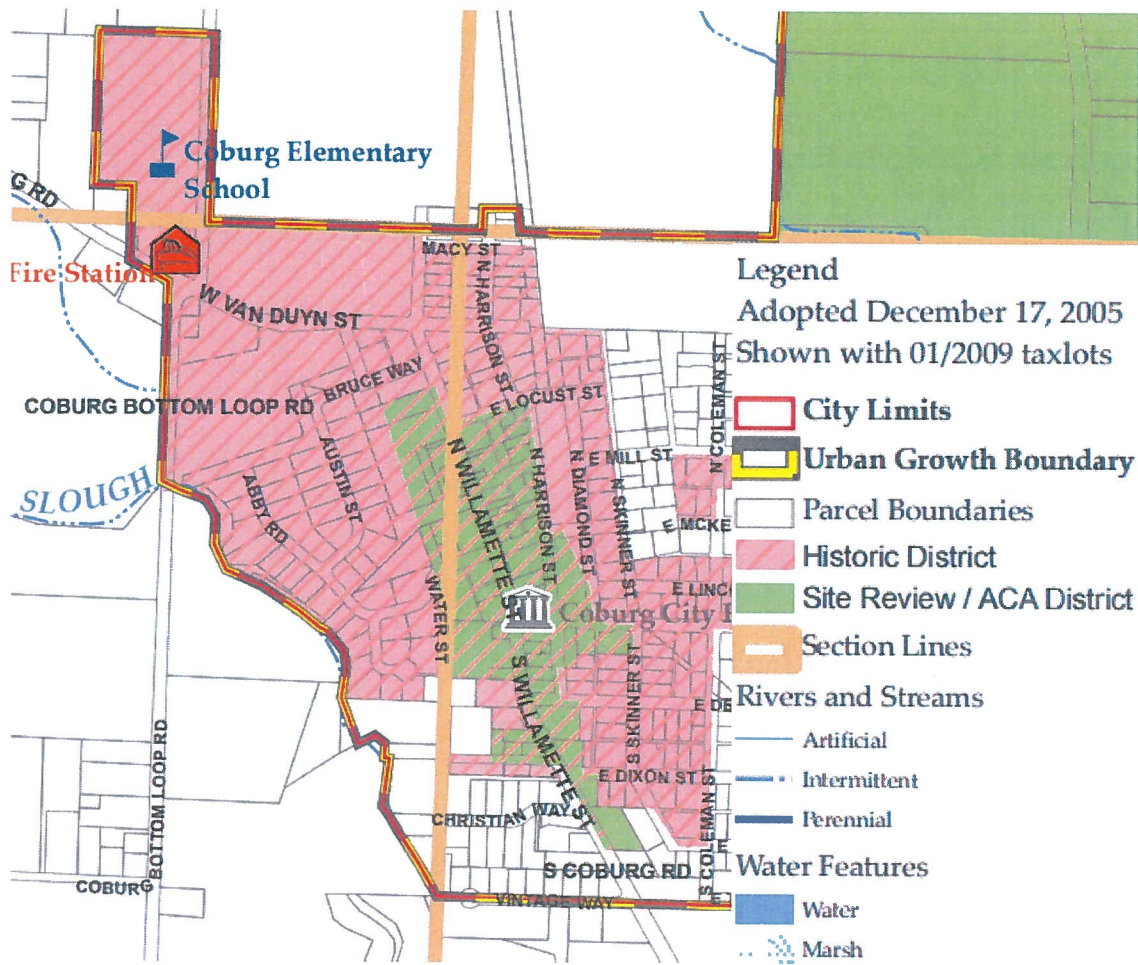 Coburg Elementary
School
G RD
MACY ST
Fire Station
W VAN DUYN ST
N HARRISON ST
BRUCE WAY
E LOCUST ST
COBURG BOTTOM LOOP RD
AUSTIN ST
N WILLAMETTE ST
N HARRISON ST
N DIAMOND ST
E MILL ST
N SKINNER ST
N COLEMAN ST
SLOUGH
ABBY RD
E MCKE
WATER ST
E LINC
Coburg City
S WILLAMETTE ST
S SKINNER ST
E DE
BOTTOM LOOP RD
E DIXON ST
CHRISTIAN WAY
S COLEMAN ST
E
S COBURG RD
COBURG
VINTAGE WAY
E
Legend
Adopted December 17, 2005
Shown with 01/2009 taxlots
City Limits
Urban Growth Boundary
Parcel Boundaries
Historic District
Site Review / ACA District
Section Lines
Rivers and Streams
Artificial
Intermittent
Perennial
Water Features
Water
Marsh